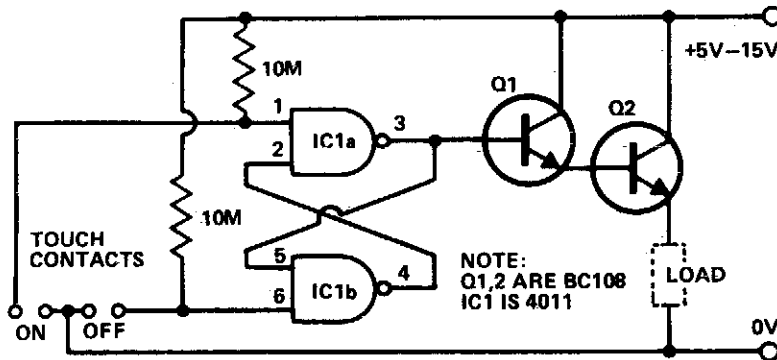 +5V–15V
10M
Q1
Q2
1
2
3
IC1a
10M
TOUCH
CONTACTS
5
6
4
IC1b
NOTE:
Q1,2 ARE BC108
IC1 IS 4011
LOAD
ON
OFF
0V